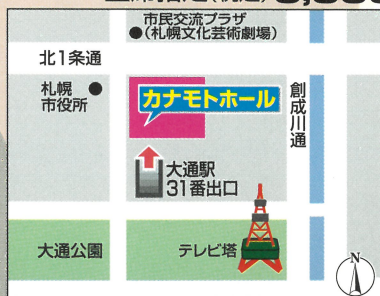 市民交流プラザ
●(札幌文化芸術劇場)
北1条通
札幌
市役所
カナモトホール
創成川通
大通駅
31番出口
大通公園
テレビ塔
N